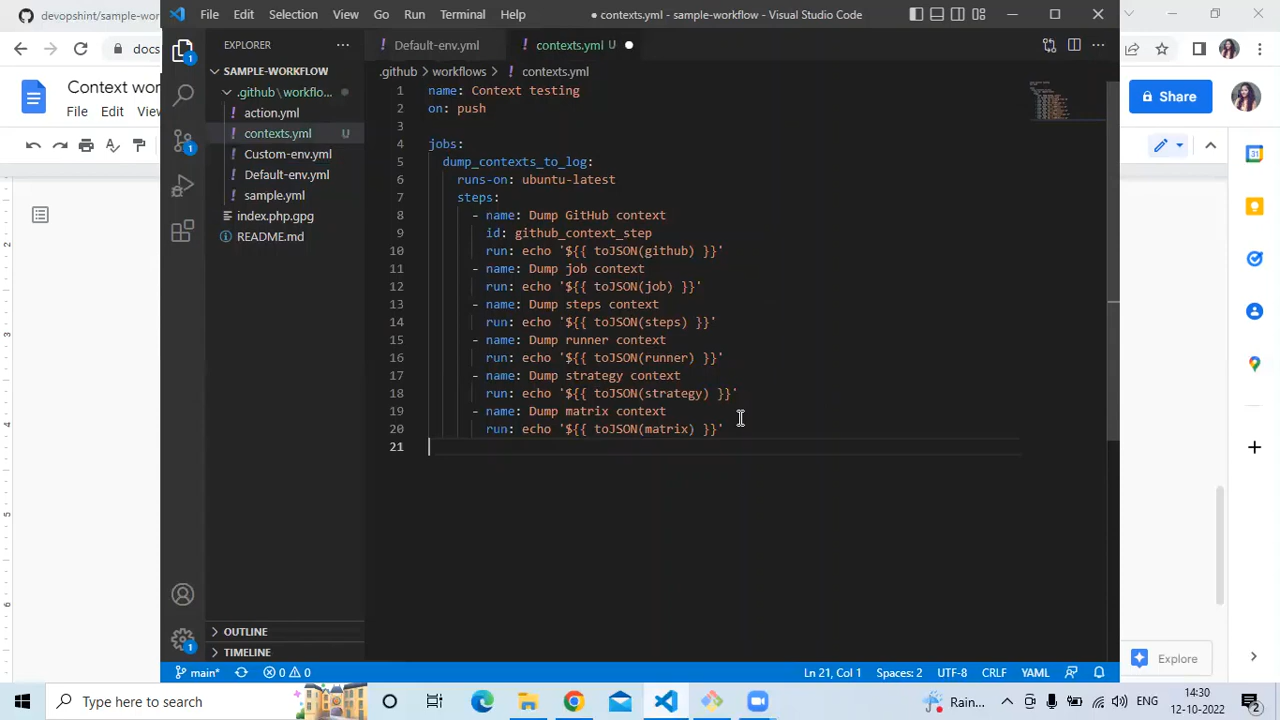 File Edit Selection View Go Run Terminal Help
● contexts.yml - sample-workflow - Visual Studio Code
docs
devopshint/sample-wor
Context wo
File Edit
Share
EXPLORER
SAMPLE-WORKFLOW
.github\workflo...
action.yml
contexts.yml U
Custom-env.yml
Default-env.yml
sample.yml
index.php.gpg
README.md
OUTLINE
TIMELINE
Default-env.yml
contexts.yml U
.github > workflows > contexts.yml
1 name: Context testing
2 on: push
3
4 jobs:
5 dump_contexts_to_log:
6 runs-on: ubuntu-latest
7 steps:
8 - name: Dump GitHub context
9 id: github_context_step
10 run: echo '${{ toJSON(github) }}'
11 - name: Dump job context
12 run: echo '${{ toJSON(job) }}'
13 - name: Dump steps context
14 run: echo '${{ toJSON(steps) }}'
15 - name: Dump runner context
16 run: echo '${{ toJSON(runner) }}'
17 - name: Dump strategy context
18 run: echo '${{ toJSON(strategy) }}'
19 - name: Dump matrix context
20 run: echo '${{ toJSON(matrix) }}'
21
Explore
main* 0 0 Ln 21, Col 1 Spaces: 2 UTF-8 CRLF YAML
Type here to search
Rain... ENG
14:30
12-10-2022